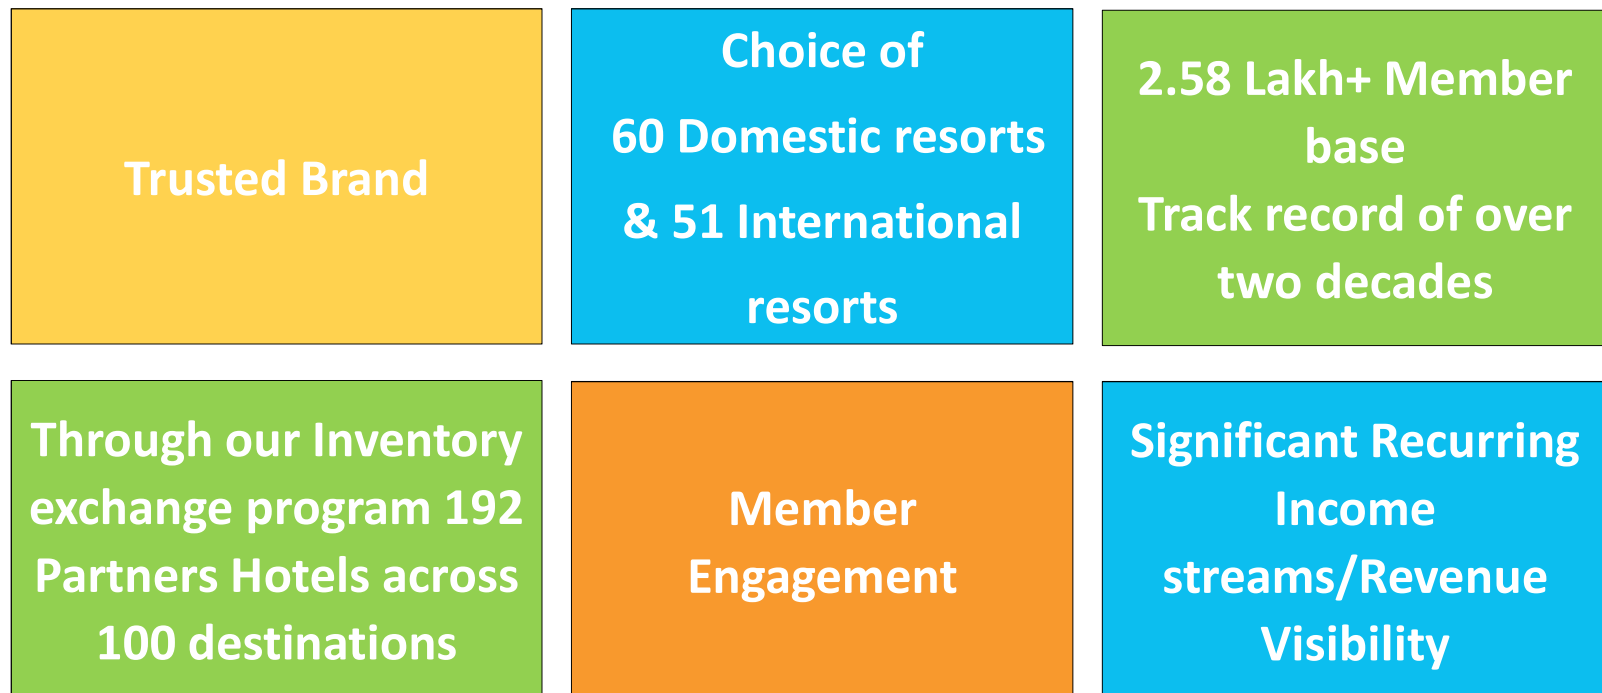 Trusted Brand
Choice of
60 Domestic resorts
& 51 International
resorts
2.58 Lakh+ Member
base
Track record of over
two decades
Through our Inventory
exchange program 192
Partners Hotels across
100 destinations
Member
Engagement
Significant Recurring
Income
streams/Revenue
Visibility